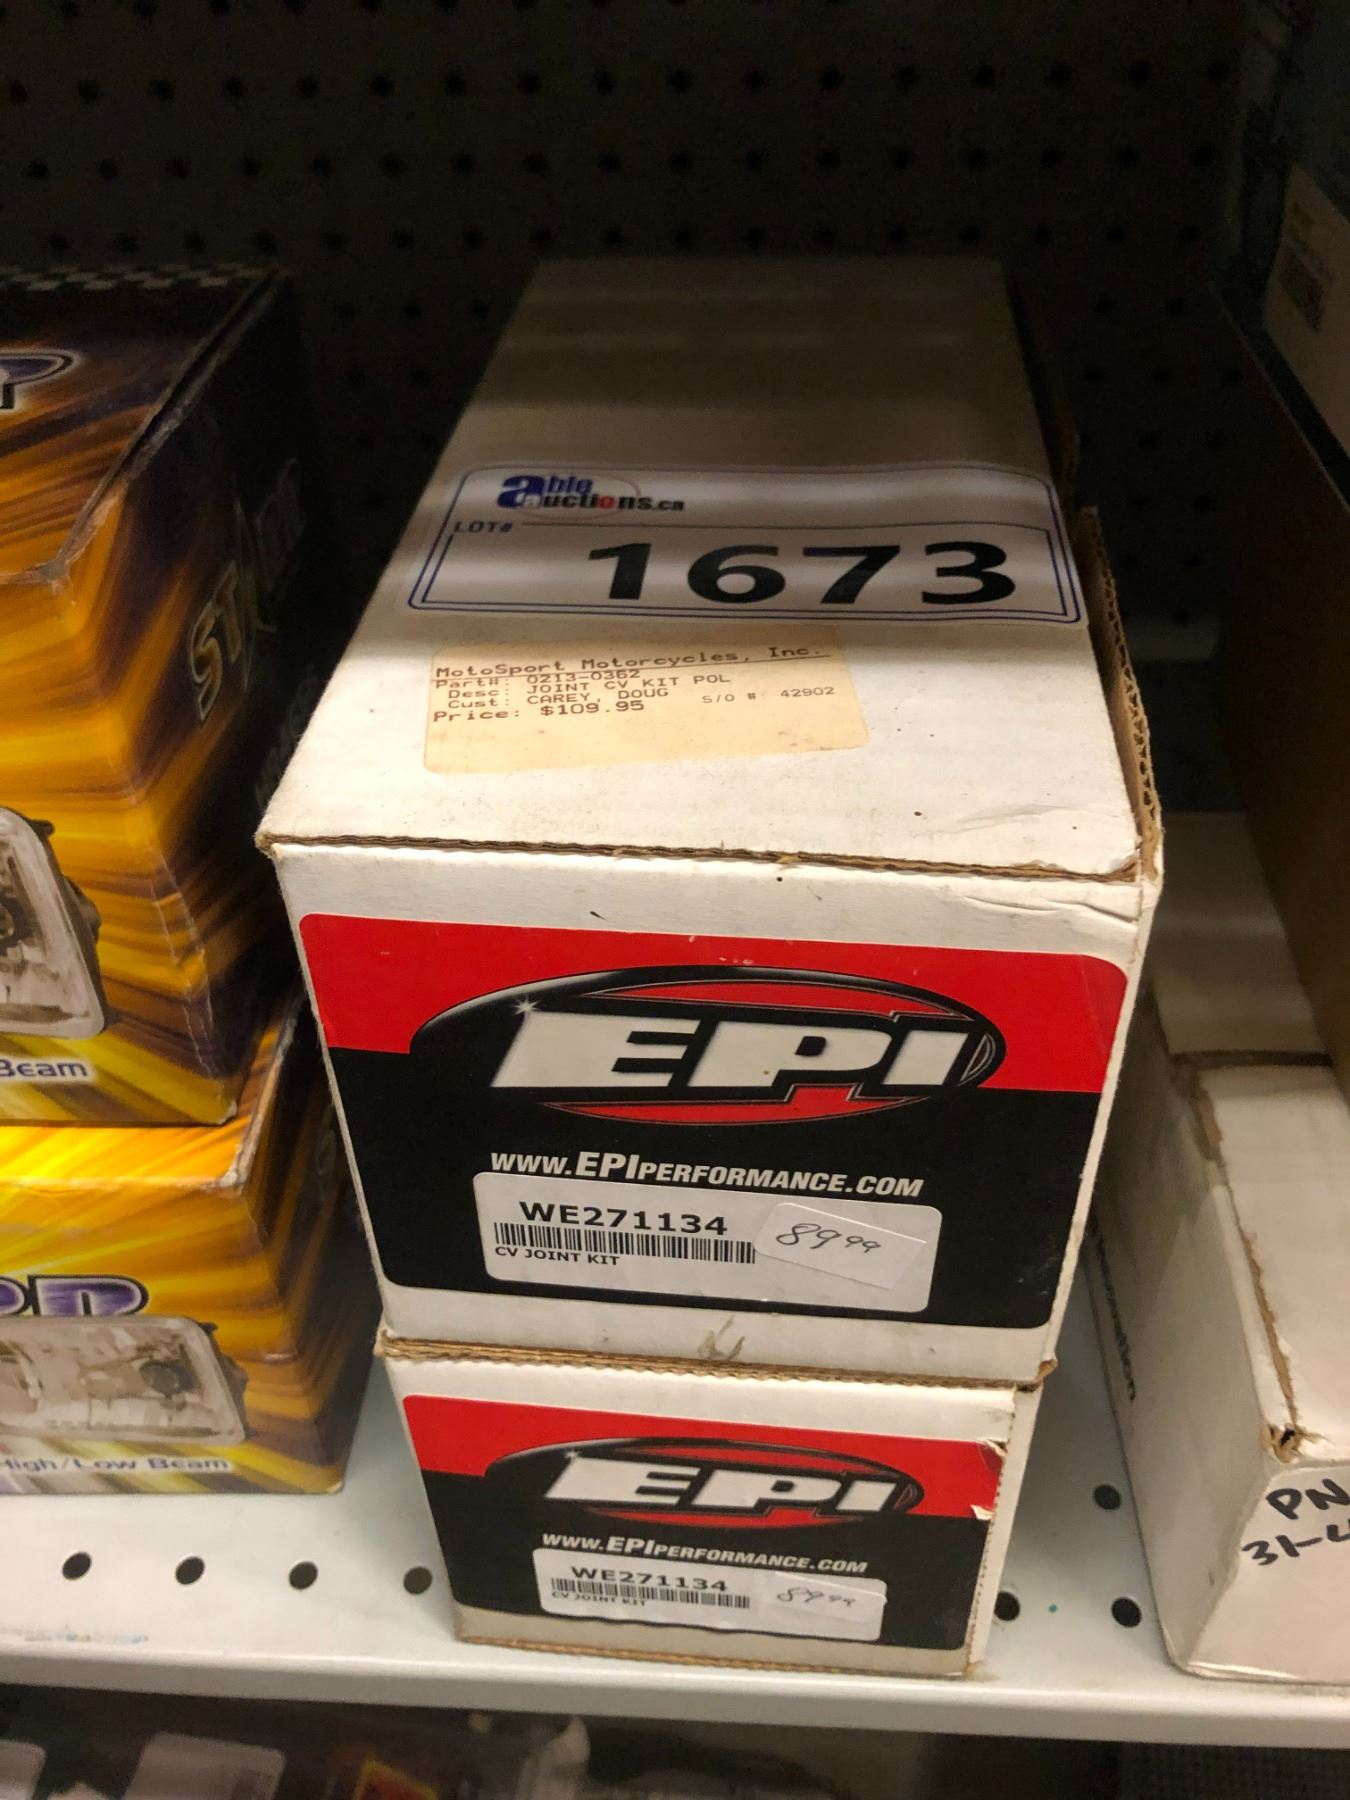 able
auctions.ca
LOT#
1673
MotoSport Motorcycles, Inc.
Part#: 0213-0362
Desc: JOINT CV KIT POL
Cust: CAREY, DOUG S/O #: 42902
Price: $109.95
EPI
www.EPIPERFORMANCE.COM
WE271134
CV JOINT KIT
89.99
EPI
www.EPIPERFORMANCE.COM
WE271134
CV JOINT KIT
89.99
Beam
High/Low Beam
PN
31-4